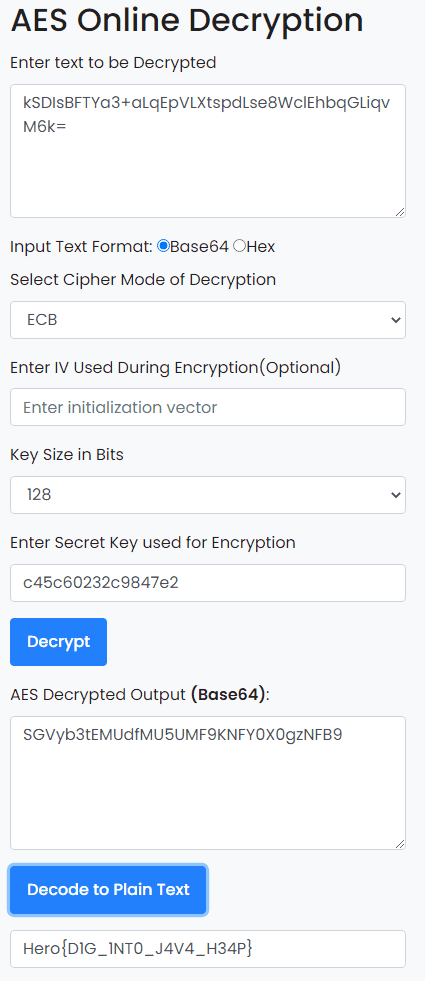 AES Online Decryption
Enter text to be Decrypted
kSDIsBFTYa3+aLqEpVLXtspdLse8WclEhbqGLiqv
M6k=
Input Text Format: Base64 Hex
Select Cipher Mode of Decryption
ECB
Enter IV Used During Encryption(Optional)
Enter initialization vector
Key Size in Bits
128
Enter Secret Key used for Encryption
c45c60232c9847e2
Decrypt
AES Decrypted Output (Base64):
SGVyb3tEMUdfMU5UMF9KNFY0X0gzNFB9
Decode to Plain Text
Hero{D1G_1NT0_J4V4_H34P}